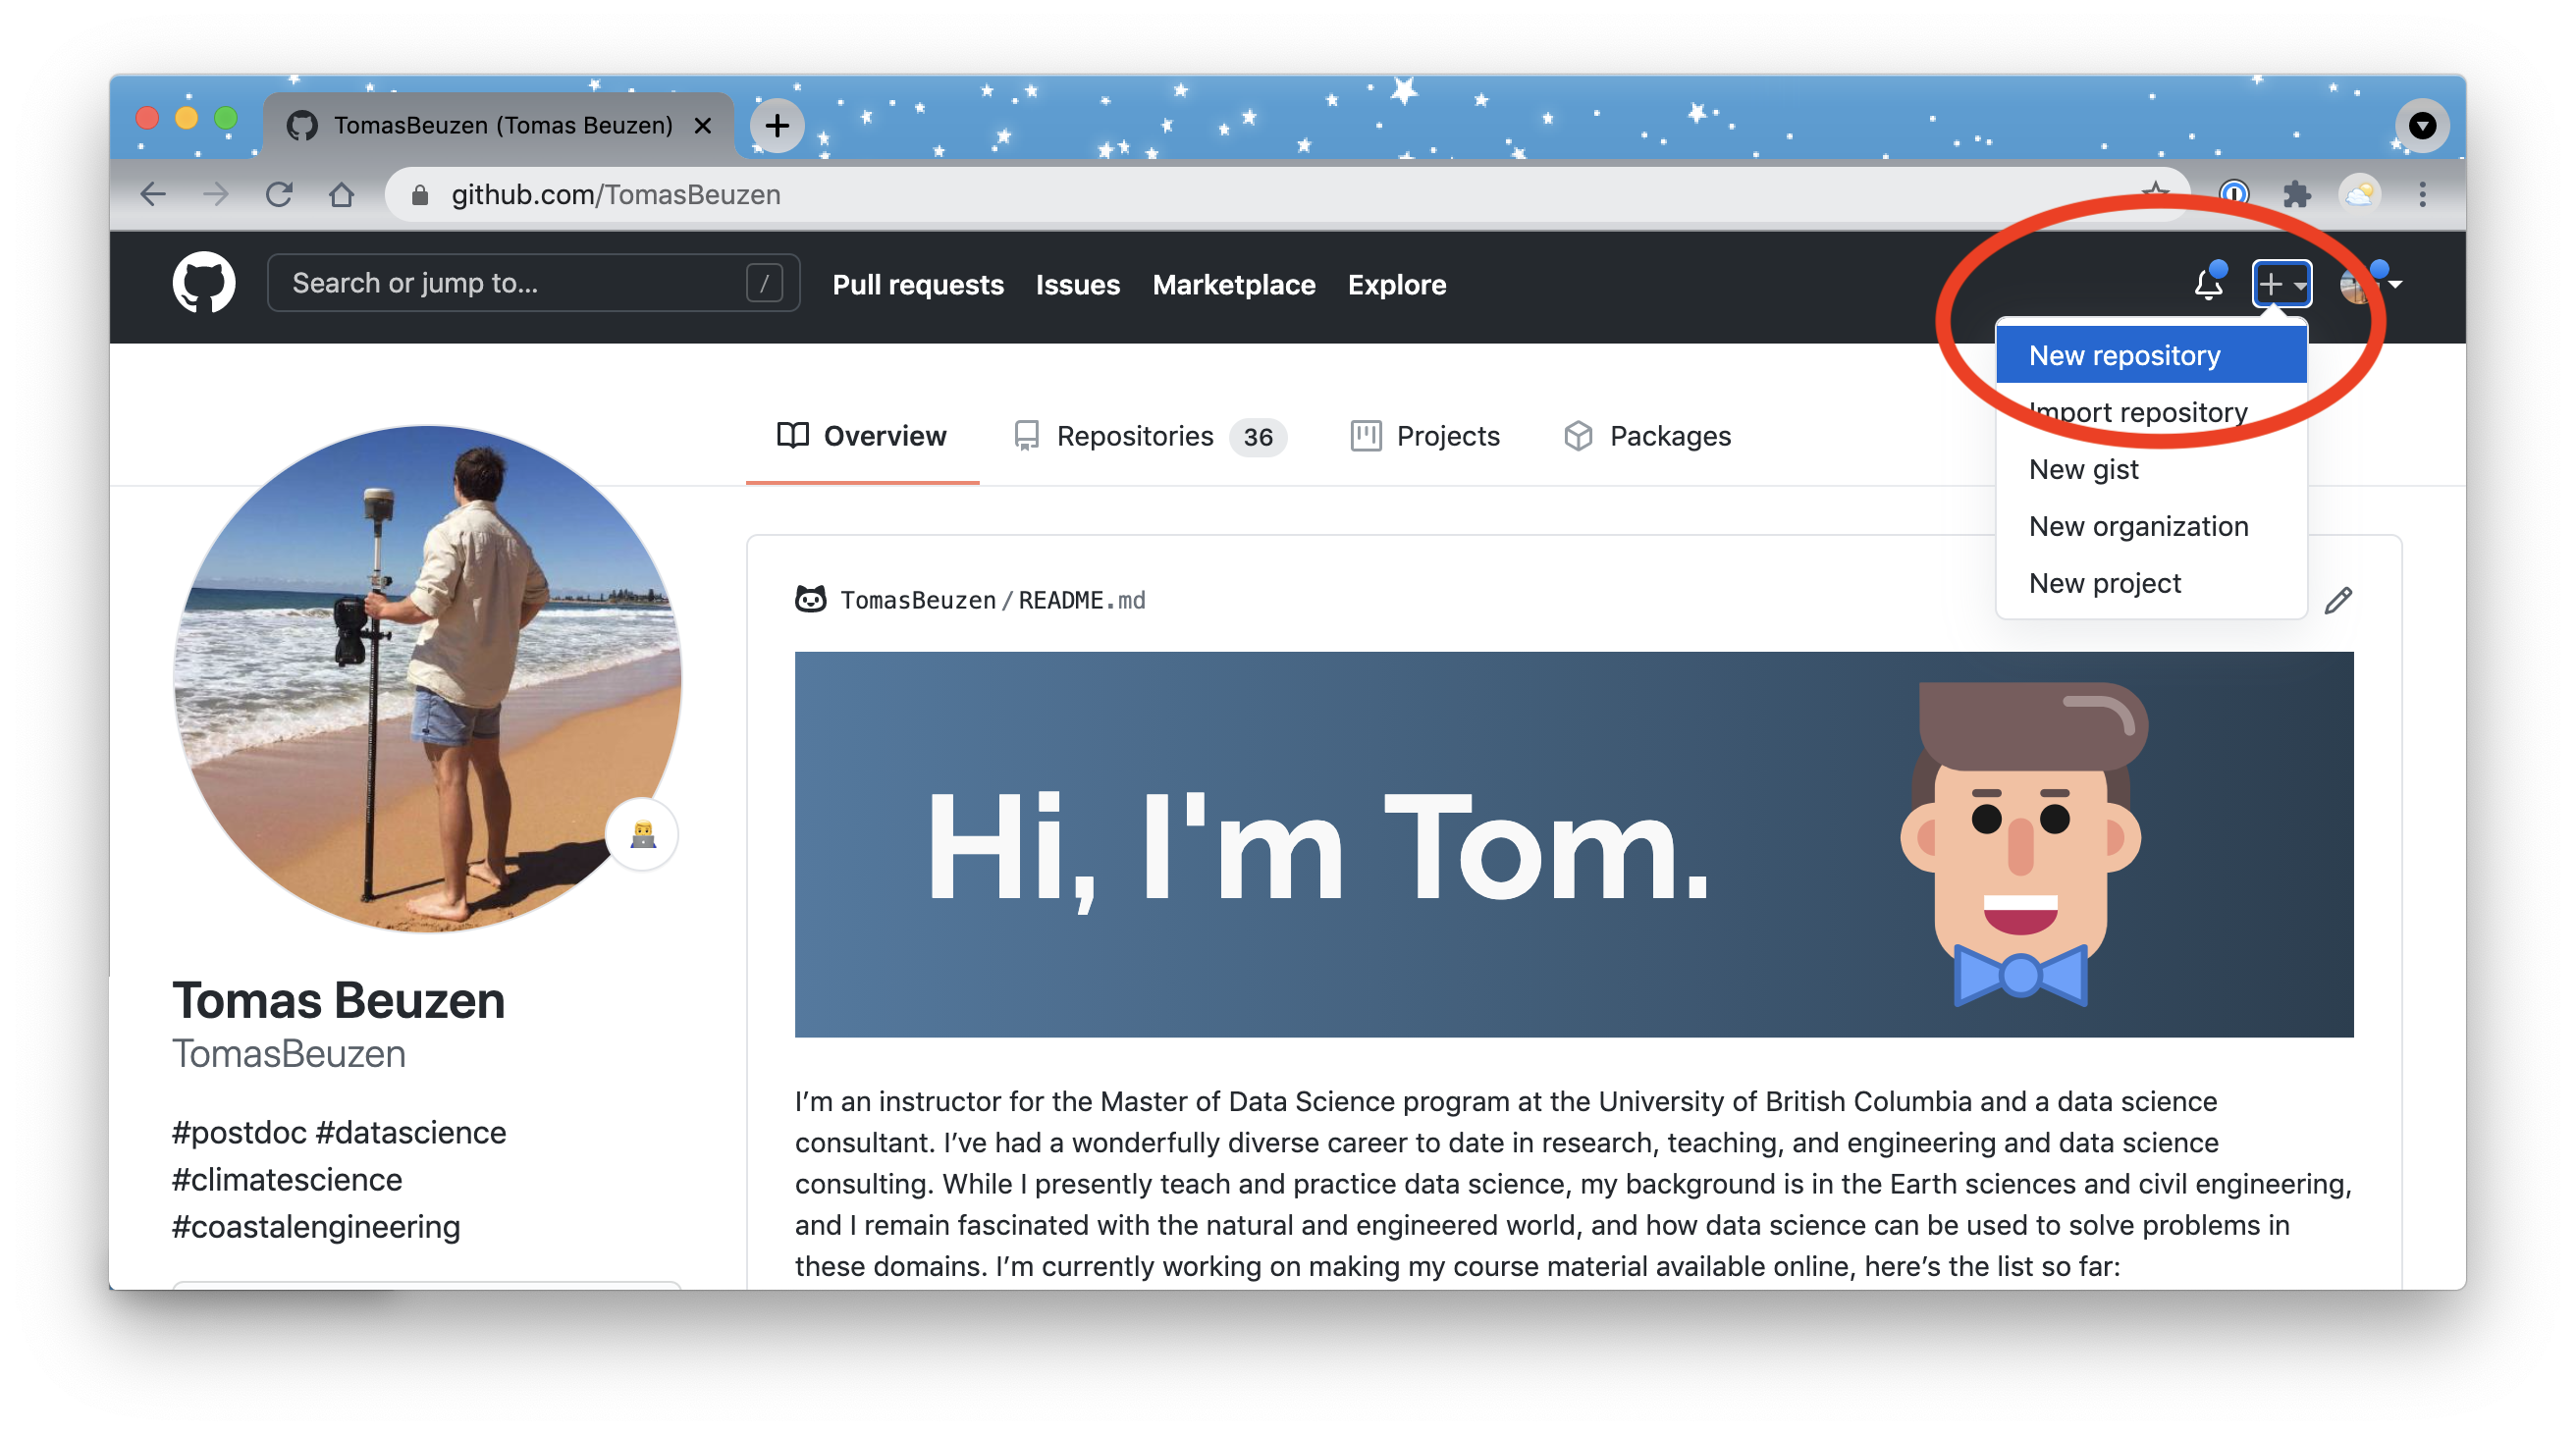 TomasBeuzen (Tomas Beuzen)
github.com/TomasBeuzen
Search or jump to... /
Pull requests Issues Marketplace Explore
New repository
Import repository
New gist
New organization
New project
Overview Repositories 36 Projects Packages
TomasBeuzen/README.md
Hi, I'm Tom.
Tomas Beuzen
TomasBeuzen
#postdoc #datascience
#climatescience
#coastalengineering
I’m an instructor for the Master of Data Science program at the University of British Columbia and a data science
consultant. I’ve had a wonderfully diverse career to date in research, teaching, and engineering and data science
consulting. While I presently teach and practice data science, my background is in the Earth sciences and civil engineering,
and I remain fascinated with the natural and engineered world, and how data science can be used to solve problems in
these domains. I’m currently working on making my course material available online, here’s the list so far: